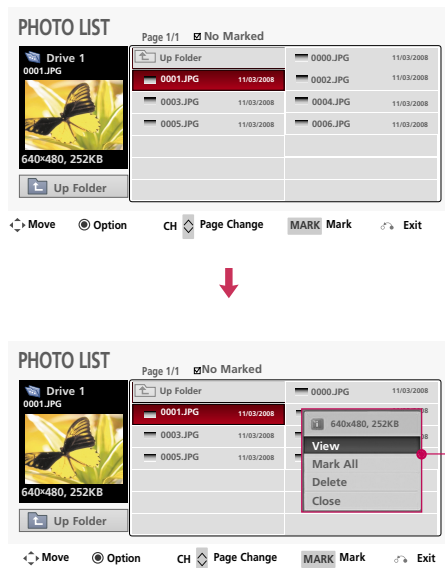 PHOTO LIST
Page 1/1 No Marked
Drive 1
0001.JPG
640×480, 252KB
Up Folder
Up Folder
0000.JPG 11/03/2008
0001.JPG 11/03/2008
0002.JPG 11/03/2008
0003.JPG 11/03/2008
0004.JPG 11/03/2008
0005.JPG 11/03/2008
0006.JPG 11/03/2008
Move Option CH Page Change MARK Mark Exit
PHOTO LIST
Page 1/1 No Marked
Drive 1
0001.JPG
640×480, 252KB
Up Folder
Up Folder
0000.JPG 11/03/2008
0001.JPG 11/03/2008
0003.JPG 11/03/2008
0005.JPG 11/03/2008
640x480, 252KB
View
Mark All
Delete
Close
Move Option CH Page Change MARK Mark Exit